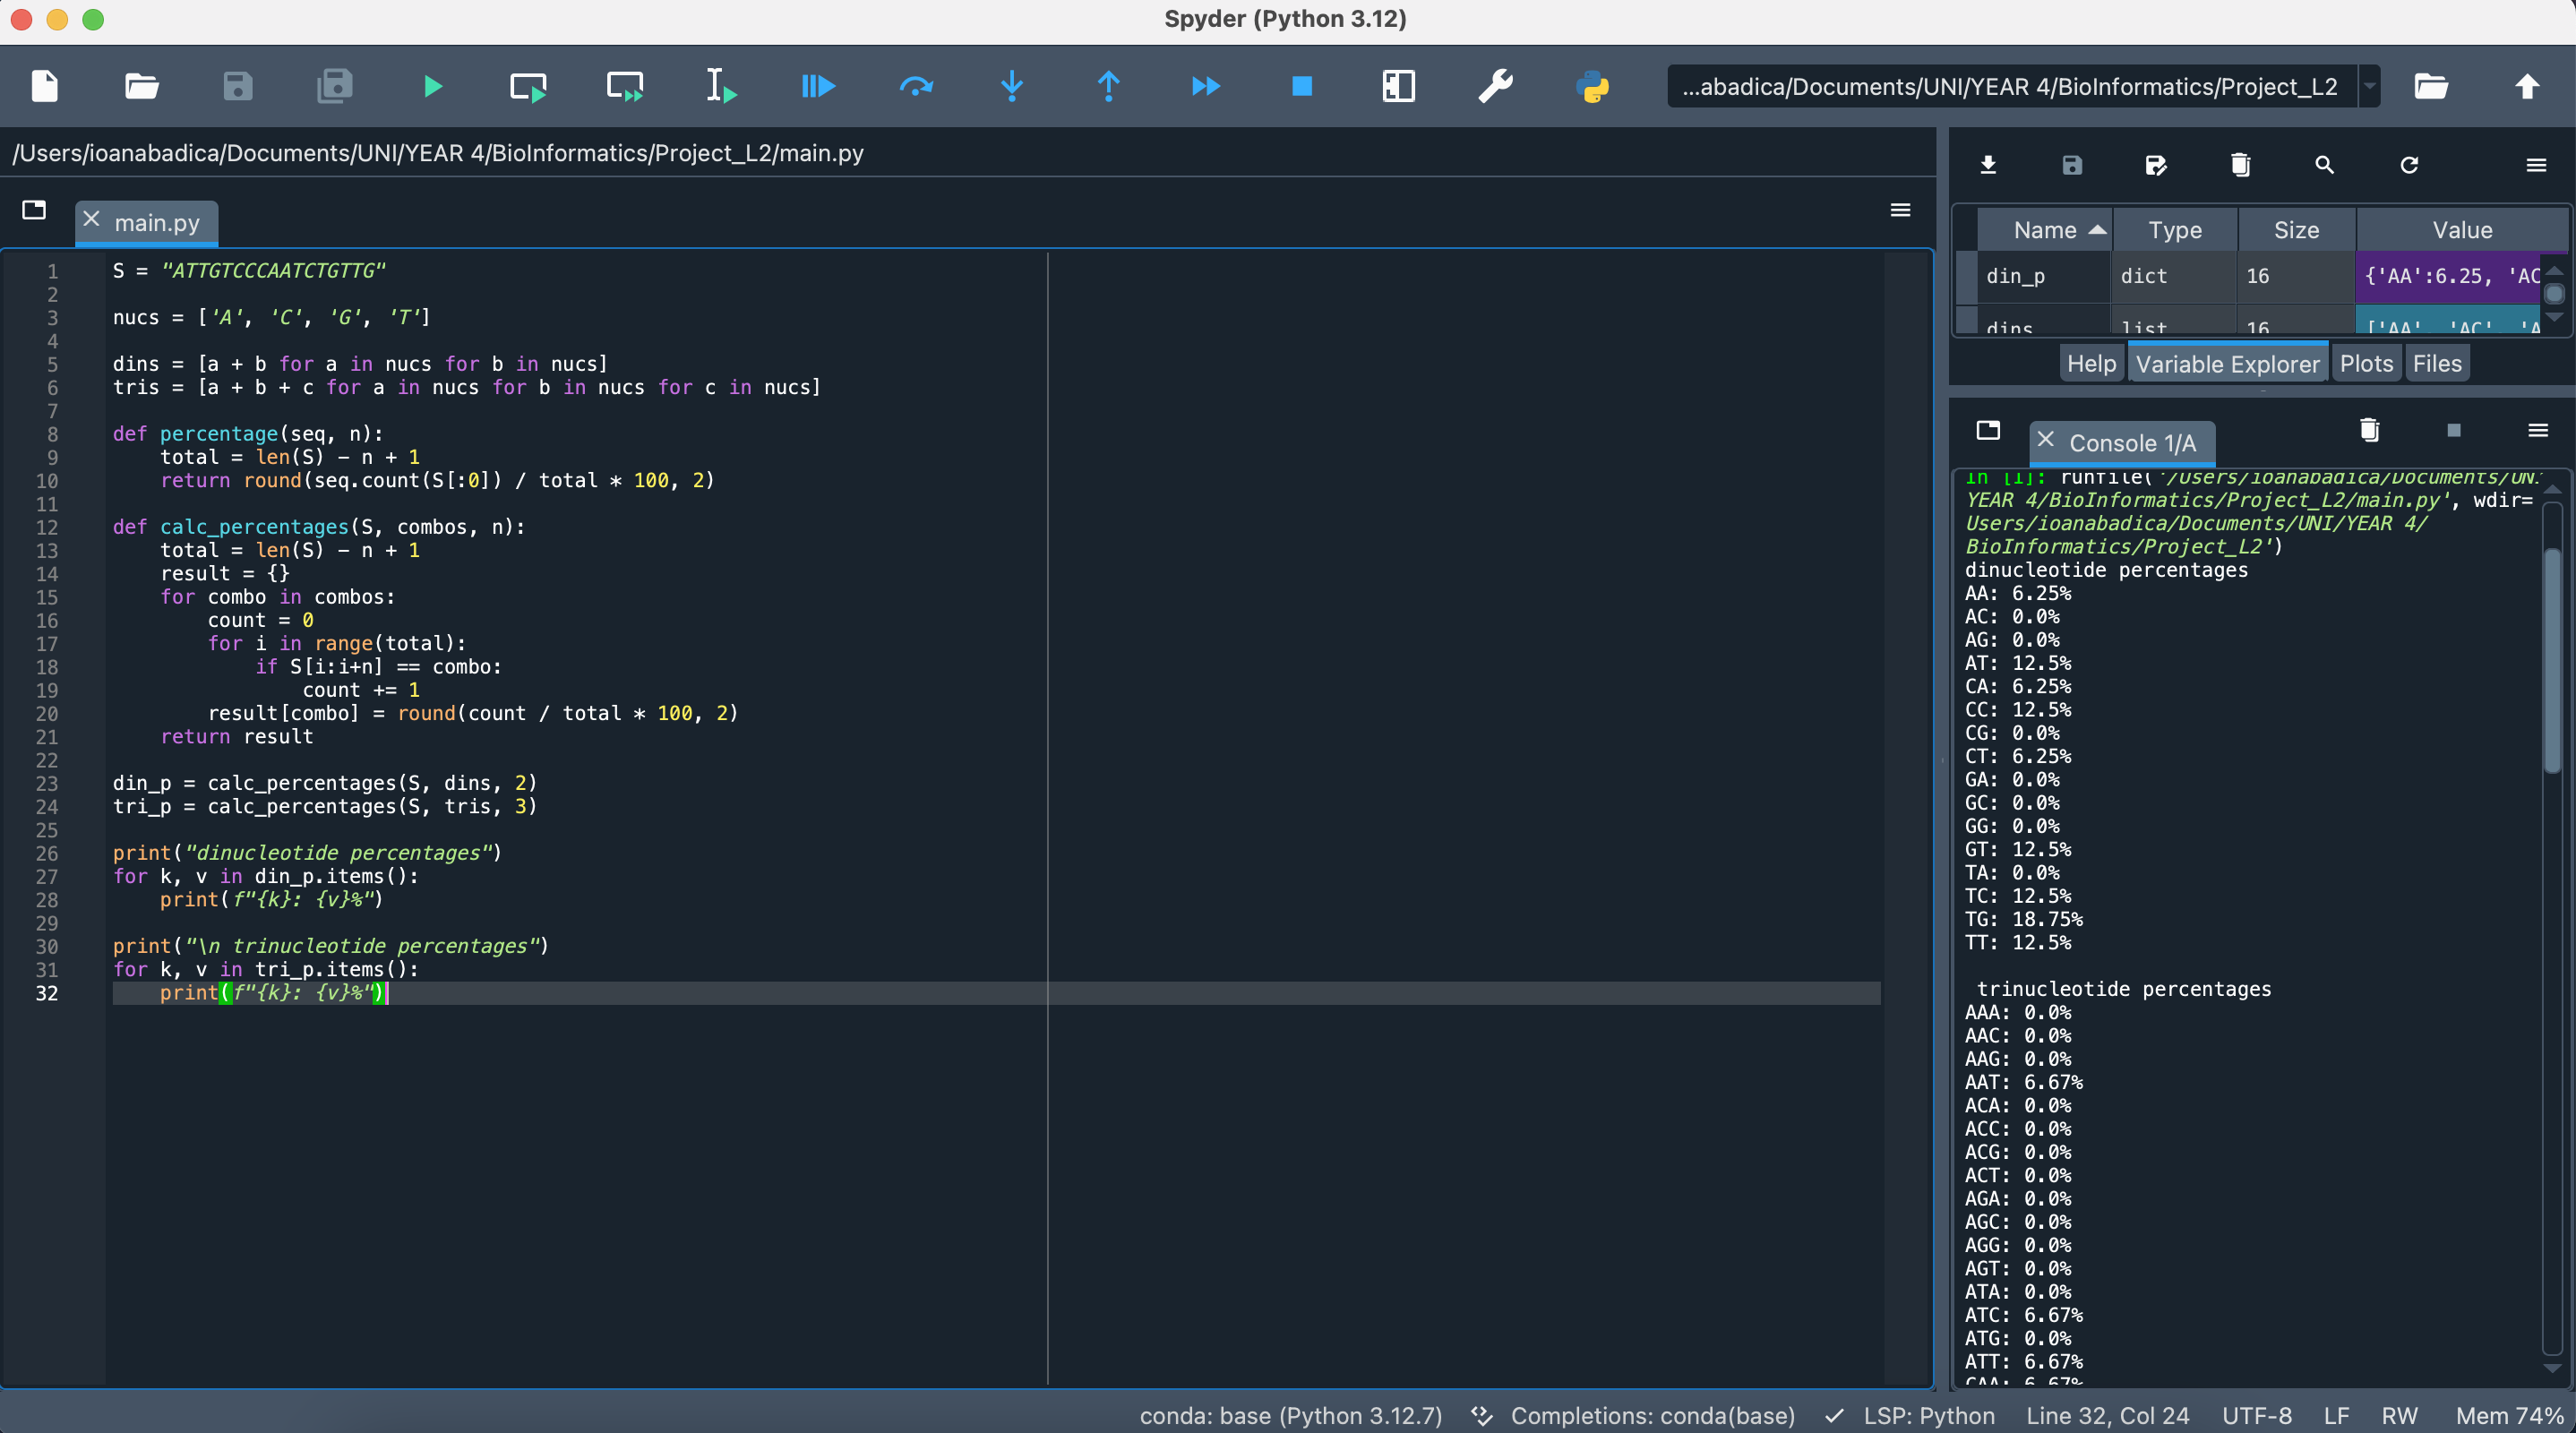 Spyder (Python 3.12)
...abadica/Documents/UNI/YEAR 4/BioInformatics/Project_L2
/Users/ioanabadica/Documents/UNI/YEAR 4/BioInformatics/Project_L2/main.py
main.py
1 S = "ATTGTCCCAATCTGTTG"
2
3 nucs = ['A', 'C', 'G', 'T']
4
5 dins = [a + b for a in nucs for b in nucs]
6 tris = [a + b + c for a in nucs for b in nucs for c in nucs]
7
8 def percentage(seq, n):
9     total = len(S) - n + 1
10     return round(seq.count(S[:0]) / total * 100, 2)
11
12 def calc_percentages(S, combos, n):
13     total = len(S) - n + 1
14     result = {}
15     for combo in combos:
16         count = 0
17         for i in range(total):
18             if S[i:i+n] == combo:
19                 count += 1
20         result[combo] = round(count / total * 100, 2)
21     return result
22
23 din_p = calc_percentages(S, dins, 2)
24 tri_p = calc_percentages(S, tris, 3)
25
26 print("dinucleotide percentages")
27 for k, v in din_p.items():
28     print(f"{k}: {v}%")
29
30 print("\n trinucleotide percentages")
31 for k, v in tri_p.items():
32     print(f"{k}: {v}%")
Name Type Size Value
din_p dict 16 {'AA':6.25, 'AC
dins list 16 ['AA', 'AC', 'A
Help Variable Explorer Plots Files
Console 1/A
In [1]: runfile('/Users/ioanabadica/Documents/UNI
YEAR 4/BioInformatics/Project_L2/main.py', wdir=
Users/ioanabadica/Documents/UNI/YEAR 4/
BioInformatics/Project_L2')
dinucleotide percentages
AA: 6.25%
AC: 0.0%
AG: 0.0%
AT: 12.5%
CA: 6.25%
CC: 12.5%
CG: 0.0%
CT: 6.25%
GA: 0.0%
GC: 0.0%
GG: 0.0%
GT: 12.5%
TA: 0.0%
TC: 12.5%
TG: 18.75%
TT: 12.5%
trinucleotide percentages
AAA: 0.0%
AAC: 0.0%
AAG: 0.0%
AAT: 6.67%
ACA: 0.0%
ACC: 0.0%
ACG: 0.0%
ACT: 0.0%
AGA: 0.0%
AGC: 0.0%
AGG: 0.0%
AGT: 0.0%
ATA: 0.0%
ATC: 6.67%
ATG: 0.0%
ATT: 6.67%
CAA: 6.67%
conda: base (Python 3.12.7) Completions: conda(base) LSP: Python Line 32, Col 24 UTF-8 LF RW Mem 74%